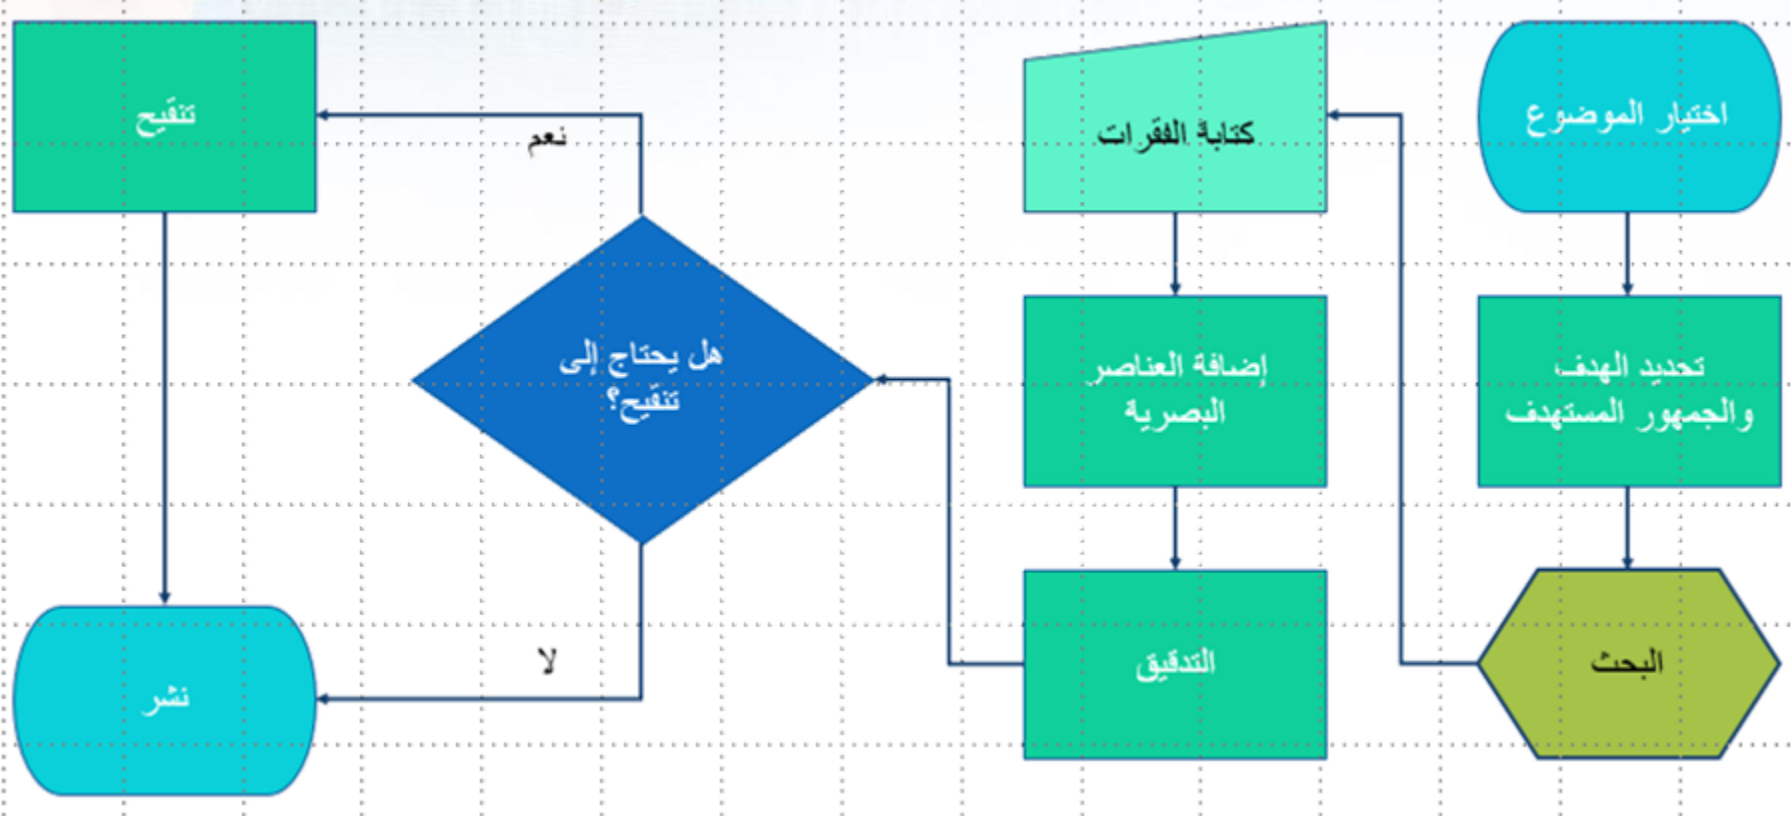 اختيار الموضوع
تحديد الهدف
والجمهور المستهدف
البحث
كتابة الفقرات
إضافة العناصر
البصرية
التدقيق
هل يحتاج إلى
تنقيح؟
نعم
تنقيح
لا
نشر